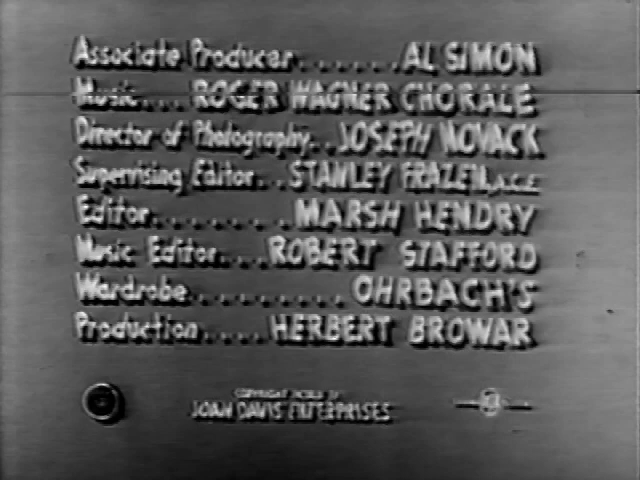 Associate Producer.......AL SIMON
Music....ROGER WAGNER CHORALE
Director of Photography..JOSEPH NOVACK
Supervising Editor..STANLEY FRAZEN, A.C.E.
Editor........MARSH HENDRY
Music Editor....ROBERT STAFFORD
Wardrobe.........OHRBACH'S
Production....HERBERT BROWAR
COPYRIGHT
JOAN DAVIS ENTERPRISES